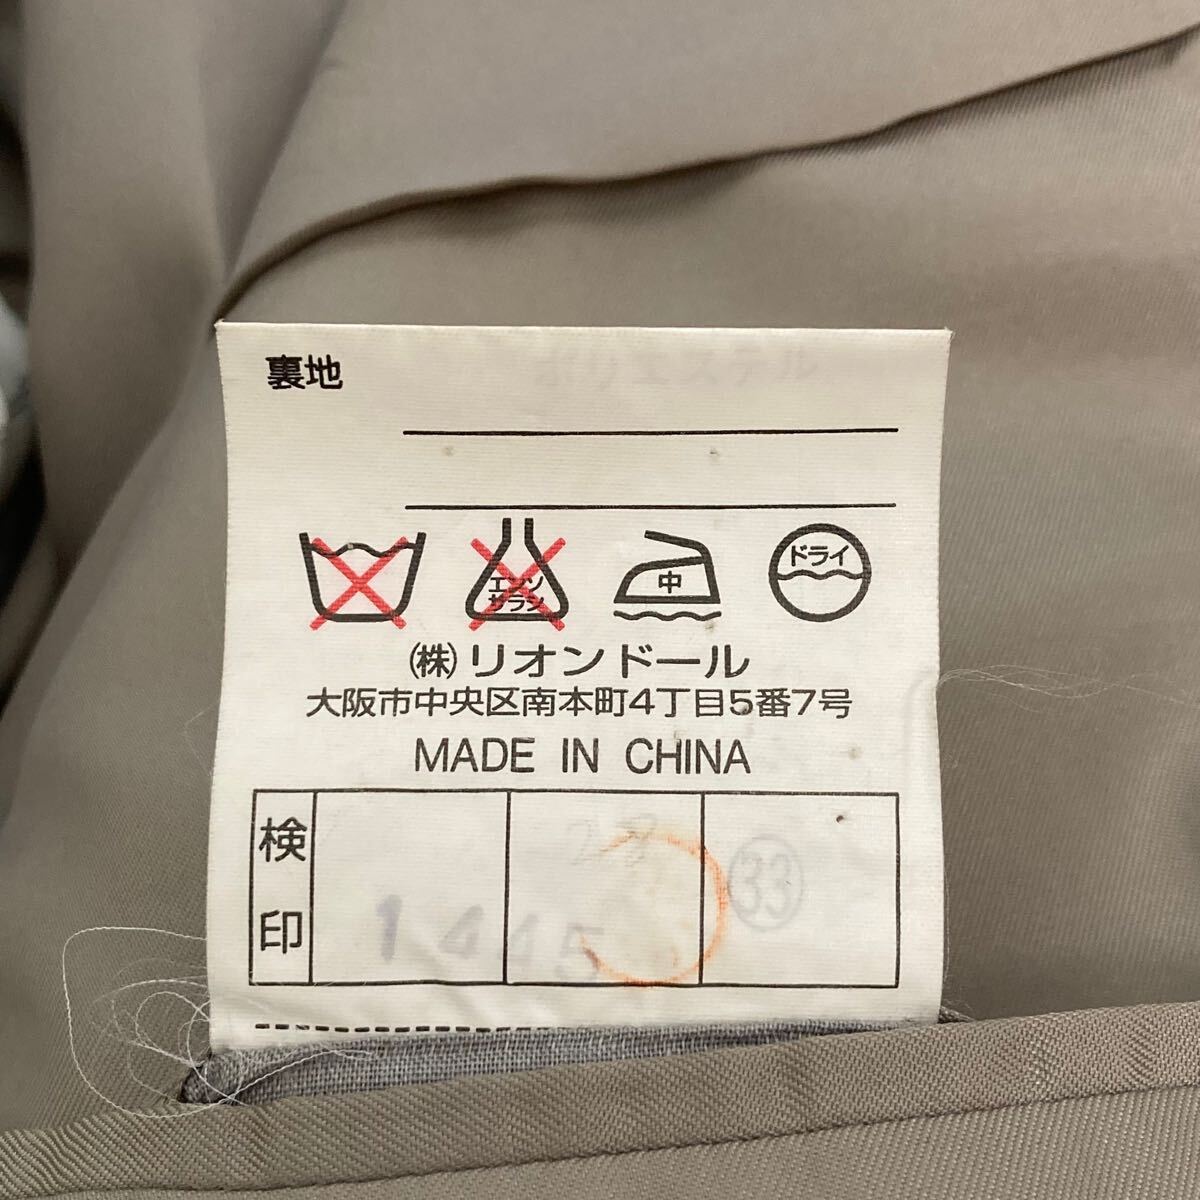 裏地 ポリエステル
エンソ サラシ 中 ドライ
㈱リオンドール
大阪市中央区南本町4丁目5番7号
MADE IN CHINA
検印
1445
33